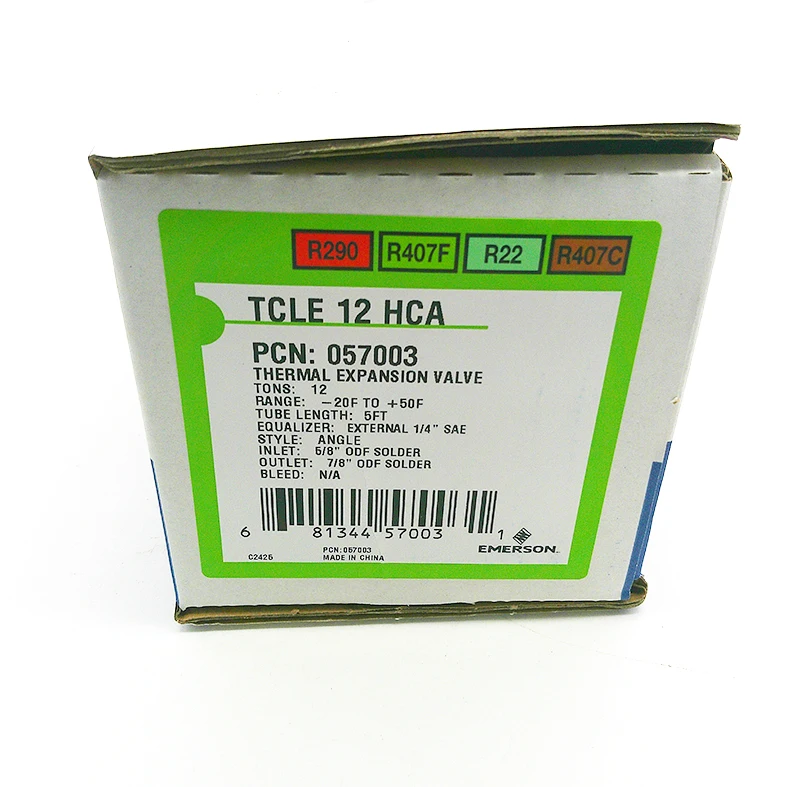 R290 R407F R22 R407C
TCLE 12 HCA
PCN: 057003
THERMAL EXPANSION VALVE
TONS: 12
RANGE: -20F TO +50F
TUBE LENGTH: 5FT
EQUALIZER: EXTERNAL 1/4" SAE
STYLE: ANGLE
INLET: 5/8" ODF SOLDER
OUTLET: 7/8" ODF SOLDER
BLEED: N/A
6 81344 57003 1
EMERSON
C2425 PCN:057003
MADE IN CHINA